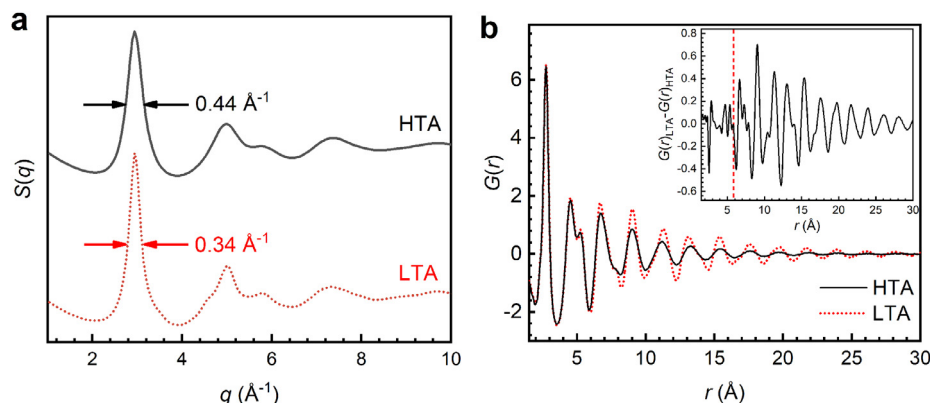 a
S(q)
0.44 Å⁻¹
HTA
0.34 Å⁻¹
LTA
2 4 6 8 10
q (Å⁻¹)
b
G(r)
6
4
2
0
-2
HTA
LTA
5 10 15 20 25 30
r (Å)
G(r)LTA-G(r)HTA
0.8
0.6
0.4
0.2
0.0
-0.2
-0.4
-0.6
5 10 15 20 25 30
r (Å)